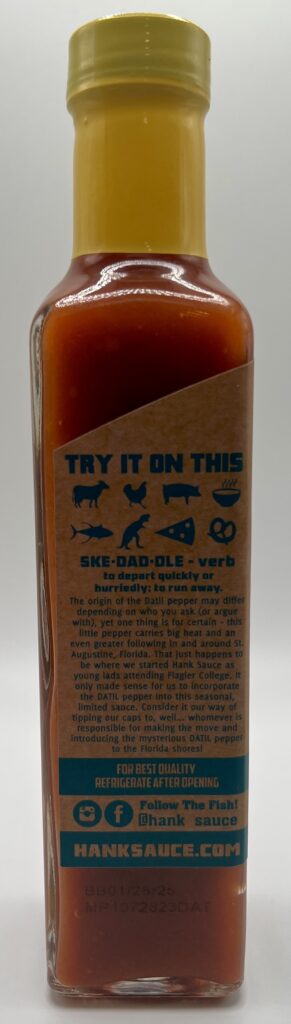 TRY IT ON THIS
SKE·DAD·DLE - verb
to depart quickly or
hurriedly; to run away.
The origin of the Datil pepper may differ
depending on who you ask (or argue
with), yet one thing is for certain - this
little pepper carries big heat and an
even greater following in and around St.
Augustine, Florida. That just happens to
be where we started Hank Sauce as
young lads attending Flagler College. It
only made sense for us to incorporate
the DATIL pepper into this seasonal,
limited sauce. Consider it our way of
tipping our caps to, well... whomever is
responsible for making the move and
introducing the mysterious DATIL pepper
to the Florida shores!
FOR BEST QUALITY
REFRIGERATE AFTER OPENING
Follow The Fish!
@hank_sauce
HANKSAUCE.COM